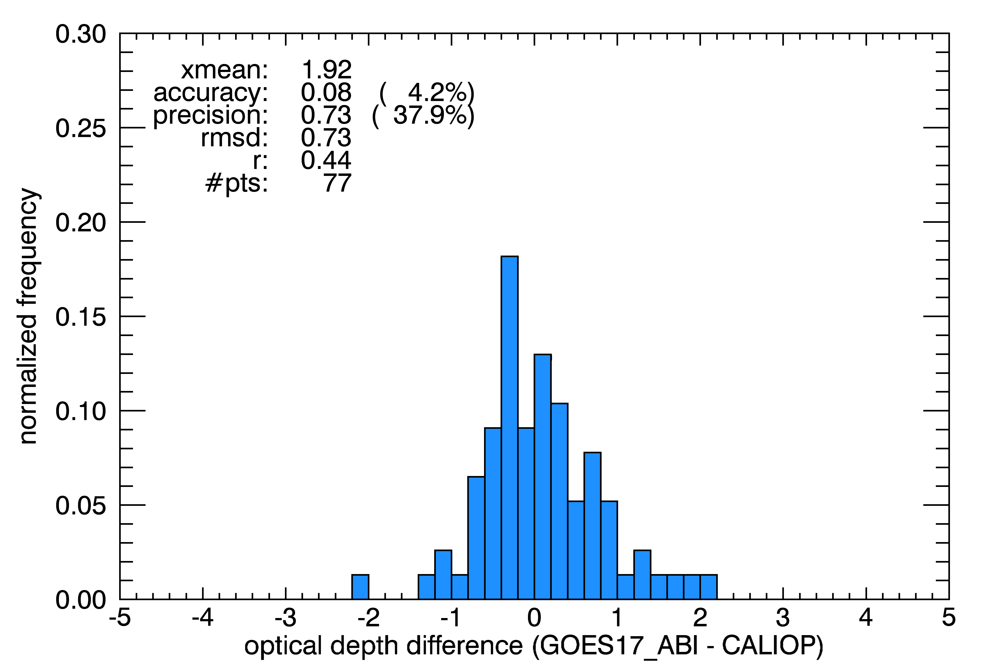 0.30
xmean: 1.92
accuracy: 0.08 ( 4.2%)
precision: 0.73 ( 37.9%)
0.25
rmsd: 0.73
r: 0.44
#pts: 77
0.20
0.15
0.10
0.05
0.00
normalized frequency
-5 -4 -3 -2 -1 0 1 2 3 4 5
optical depth difference (GOES17_ABI - CALIOP)